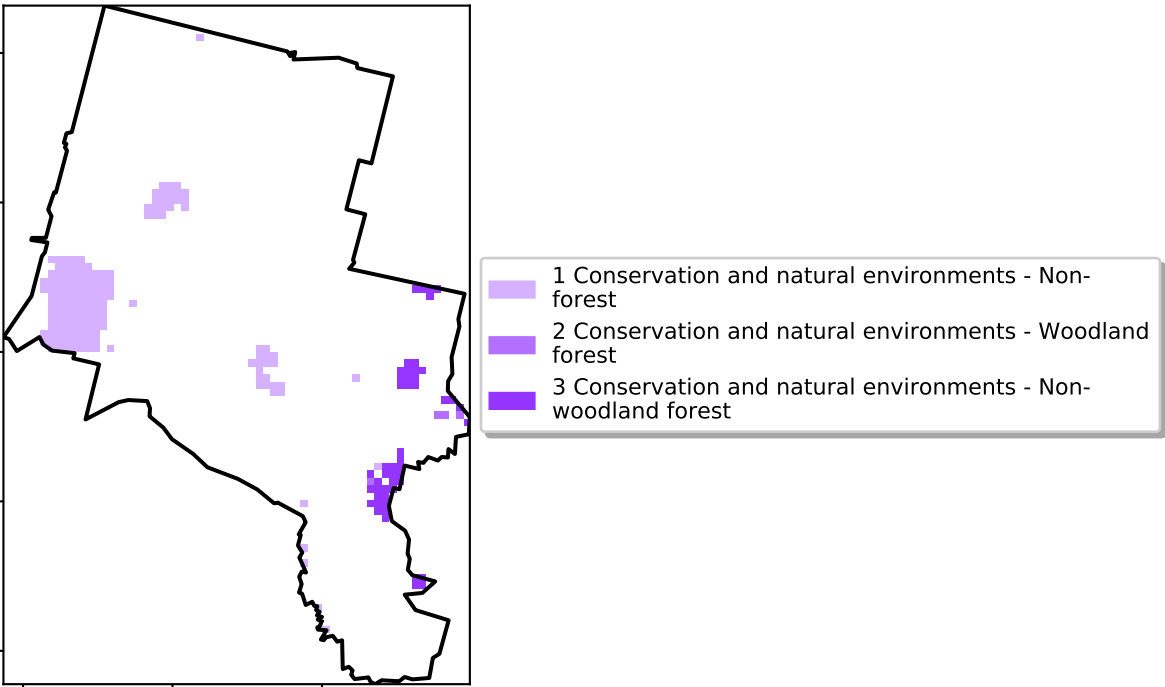 1 Conservation and natural environments - Non-
forest
2 Conservation and natural environments - Woodland
forest
3 Conservation and natural environments - Non-
woodland forest